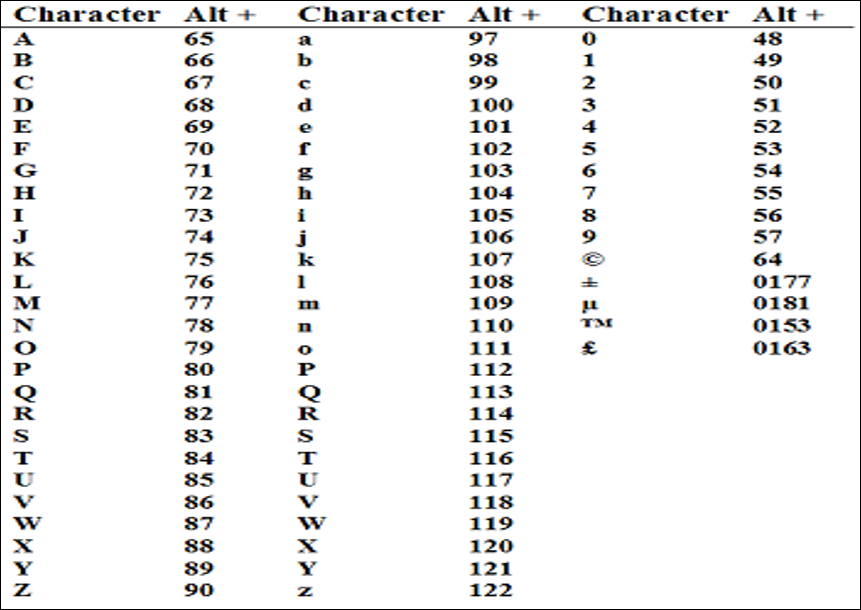 Character Alt + Character Alt + Character Alt +
A 65 a 97 0 48
B 66 b 98 1 49
C 67 c 99 2 50
D 68 d 100 3 51
E 69 e 101 4 52
F 70 f 102 5 53
G 71 g 103 6 54
H 72 h 104 7 55
I 73 i 105 8 56
J 74 j 106 9 57
K 75 k 107 © 64
L 76 l 108 ± 0177
M 77 m 109 µ 0181
N 78 n 110 ™ 0153
O 79 o 111 £ 0163
P 80 P 112
Q 81 Q 113
R 82 R 114
S 83 S 115
T 84 T 116
U 85 U 117
V 86 V 118
W 87 W 119
X 88 X 120
Y 89 Y 121
Z 90 z 122